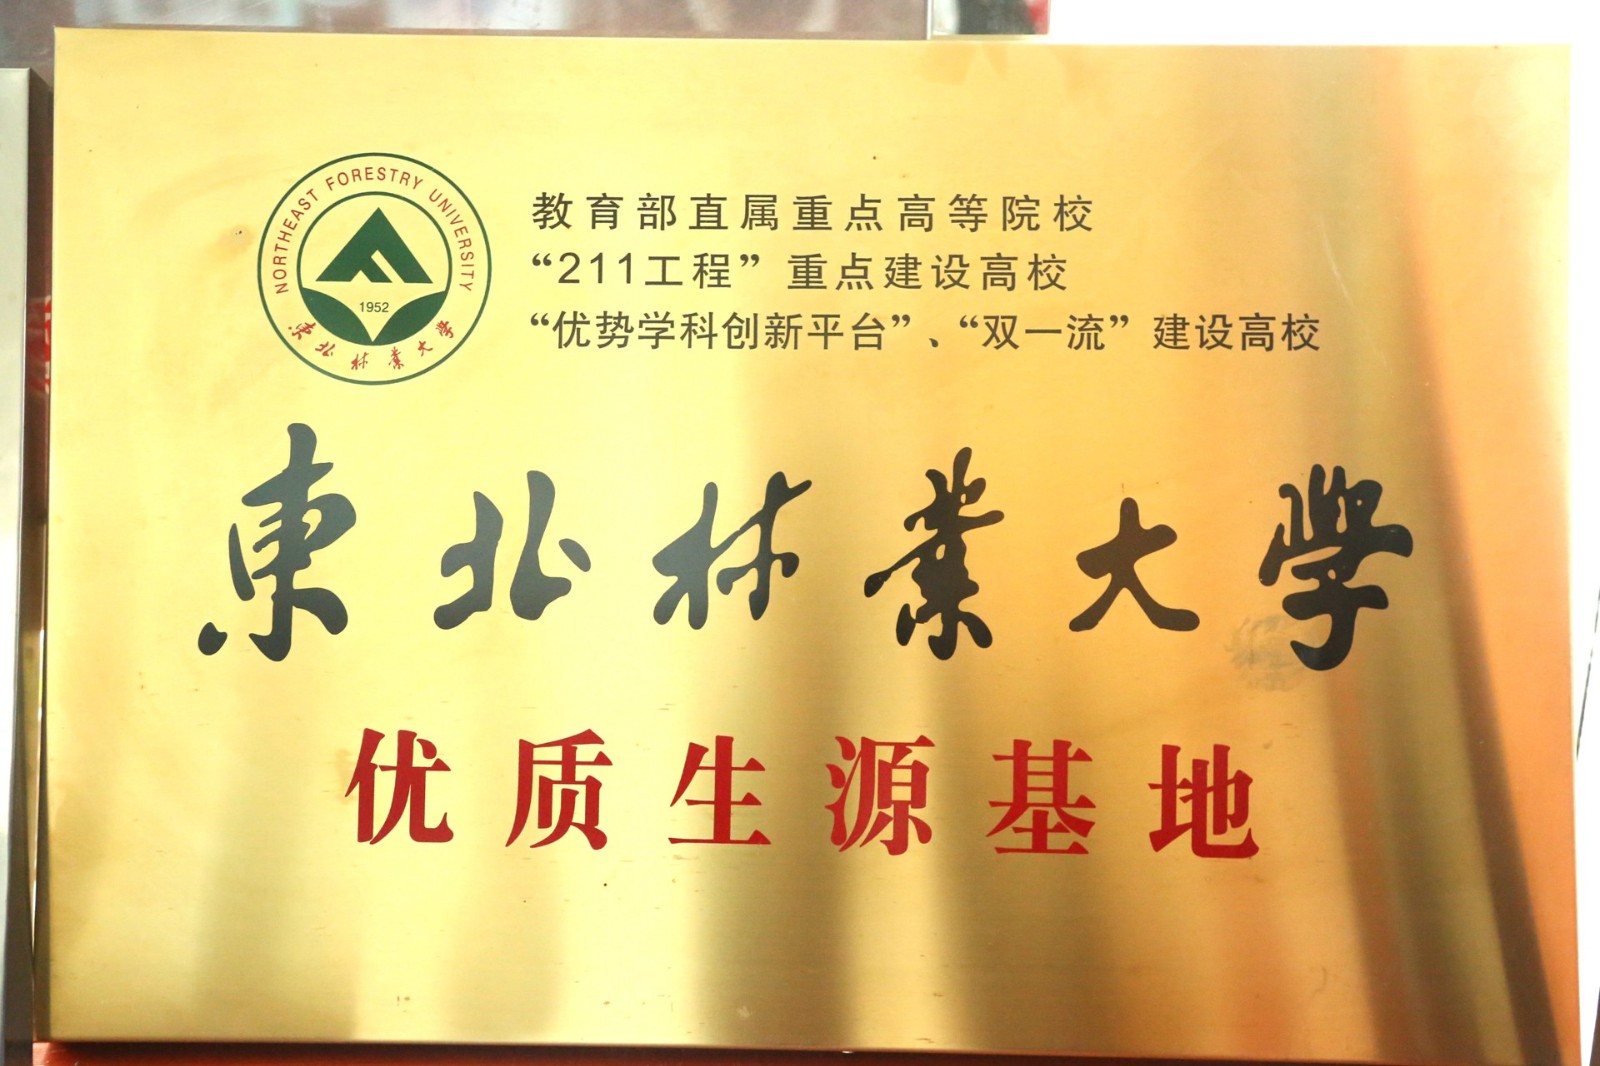 NORTHEAST FORESTRY UNIVERSITY
1952
東北林業大學
教育部直属重点高等院校
“211工程”重点建设高校
“优势学科创新平台”、“双一流”建设高校
東北林業大學
优质生源基地